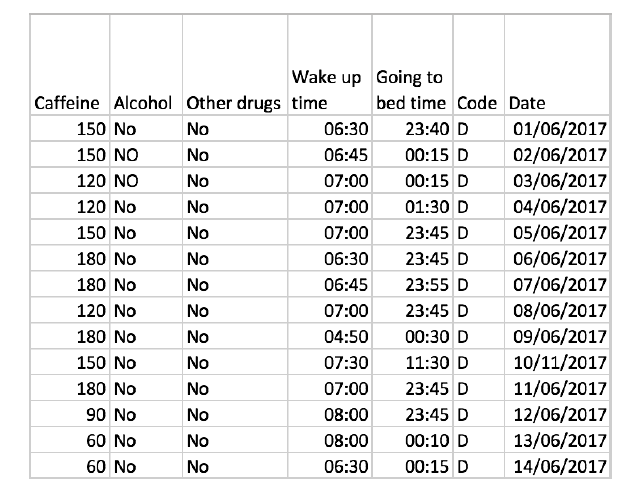 Caffeine Alcohol Other drugs Wake up time Going to bed time Code Date
150 No No 06:30 23:40 D 01/06/2017
150 NO No 06:45 00:15 D 02/06/2017
120 NO No 07:00 00:15 D 03/06/2017
120 No No 07:00 01:30 D 04/06/2017
150 No No 07:00 23:45 D 05/06/2017
180 No No 06:30 23:45 D 06/06/2017
180 No No 06:45 23:55 D 07/06/2017
120 No No 07:00 23:45 D 08/06/2017
180 No No 04:50 00:30 D 09/06/2017
150 No No 07:30 11:30 D 10/11/2017
180 No No 07:00 23:45 D 11/06/2017
90 No No 08:00 23:45 D 12/06/2017
60 No No 08:00 00:10 D 13/06/2017
60 No No 06:30 00:15 D 14/06/2017